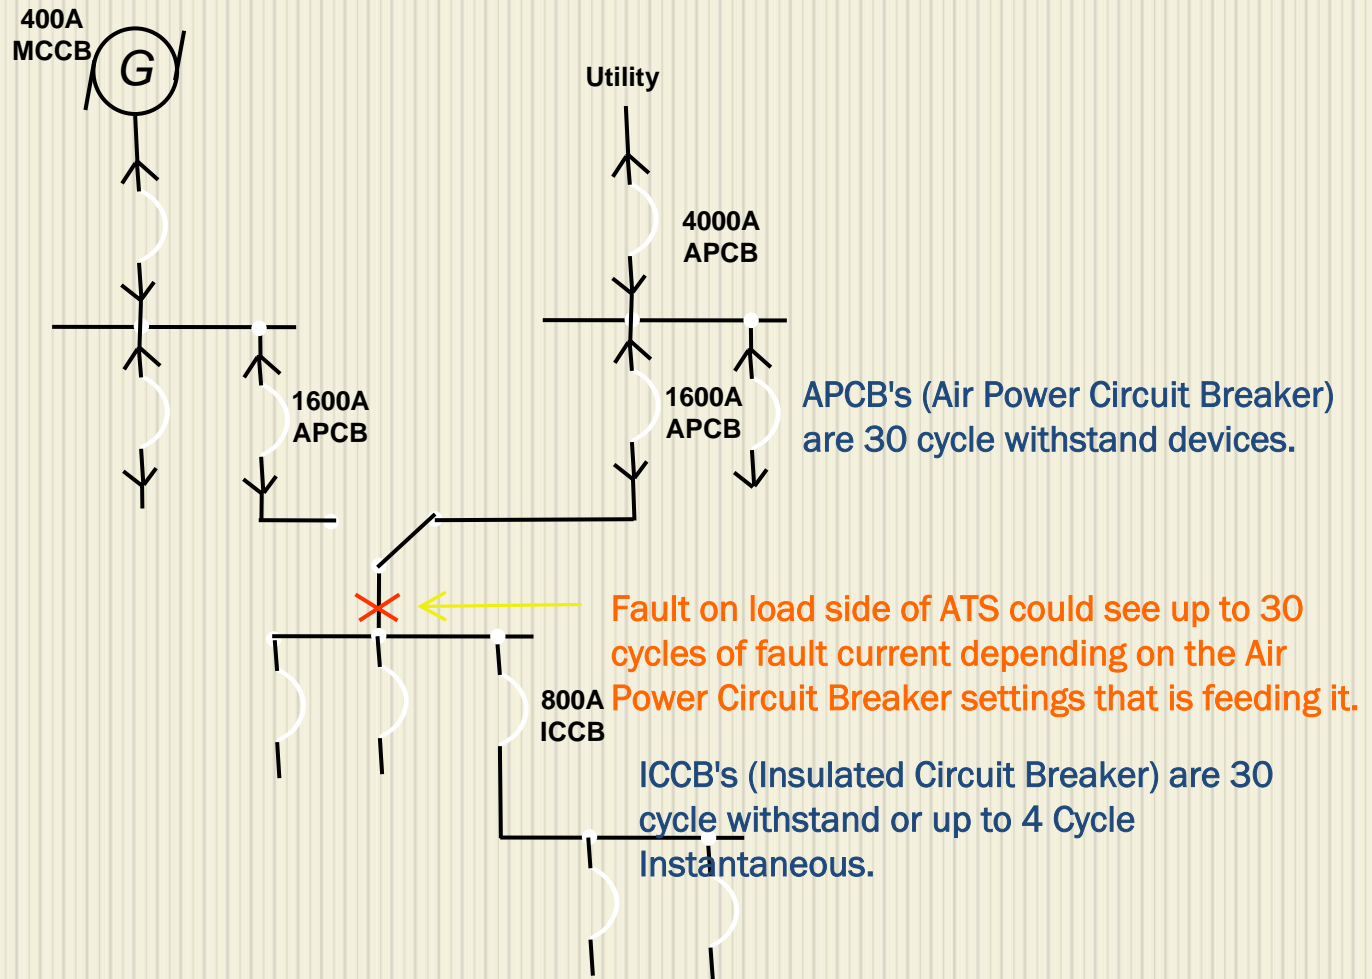 400A
MCCB
G
Utility
4000A
APCB
1600A
APCB
1600A
APCB
APCB's (Air Power Circuit Breaker)
are 30 cycle withstand devices.
Fault on load side of ATS could see up to 30
cycles of fault current depending on the Air
Power Circuit Breaker settings that is feeding it.
800A
ICCB
ICCB's (Insulated Circuit Breaker) are 30
cycle withstand or up to 4 Cycle
Instantaneous.